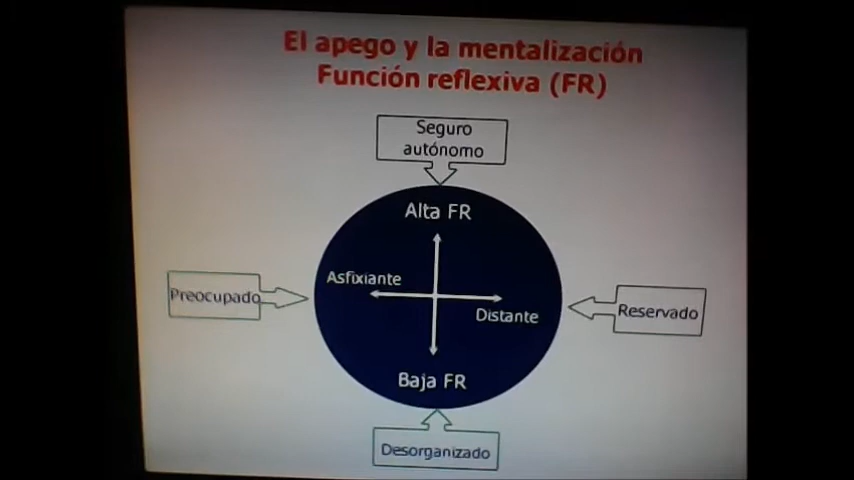 El apego y la mentalización
Función reflexiva (FR)
Seguro
autónomo
Alta FR
Asfixiante
Preocupado
Distante
Reservado
Baja FR
Desorganizado